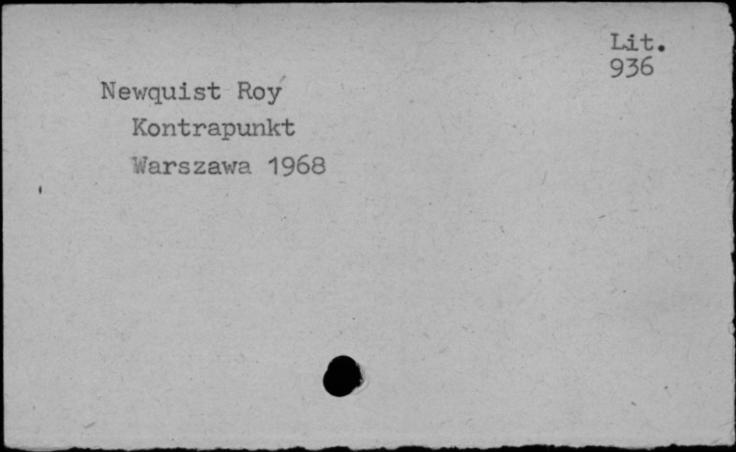 Lit.
936
Newquist Roy
Kontrapunkt
Warszawa 1968